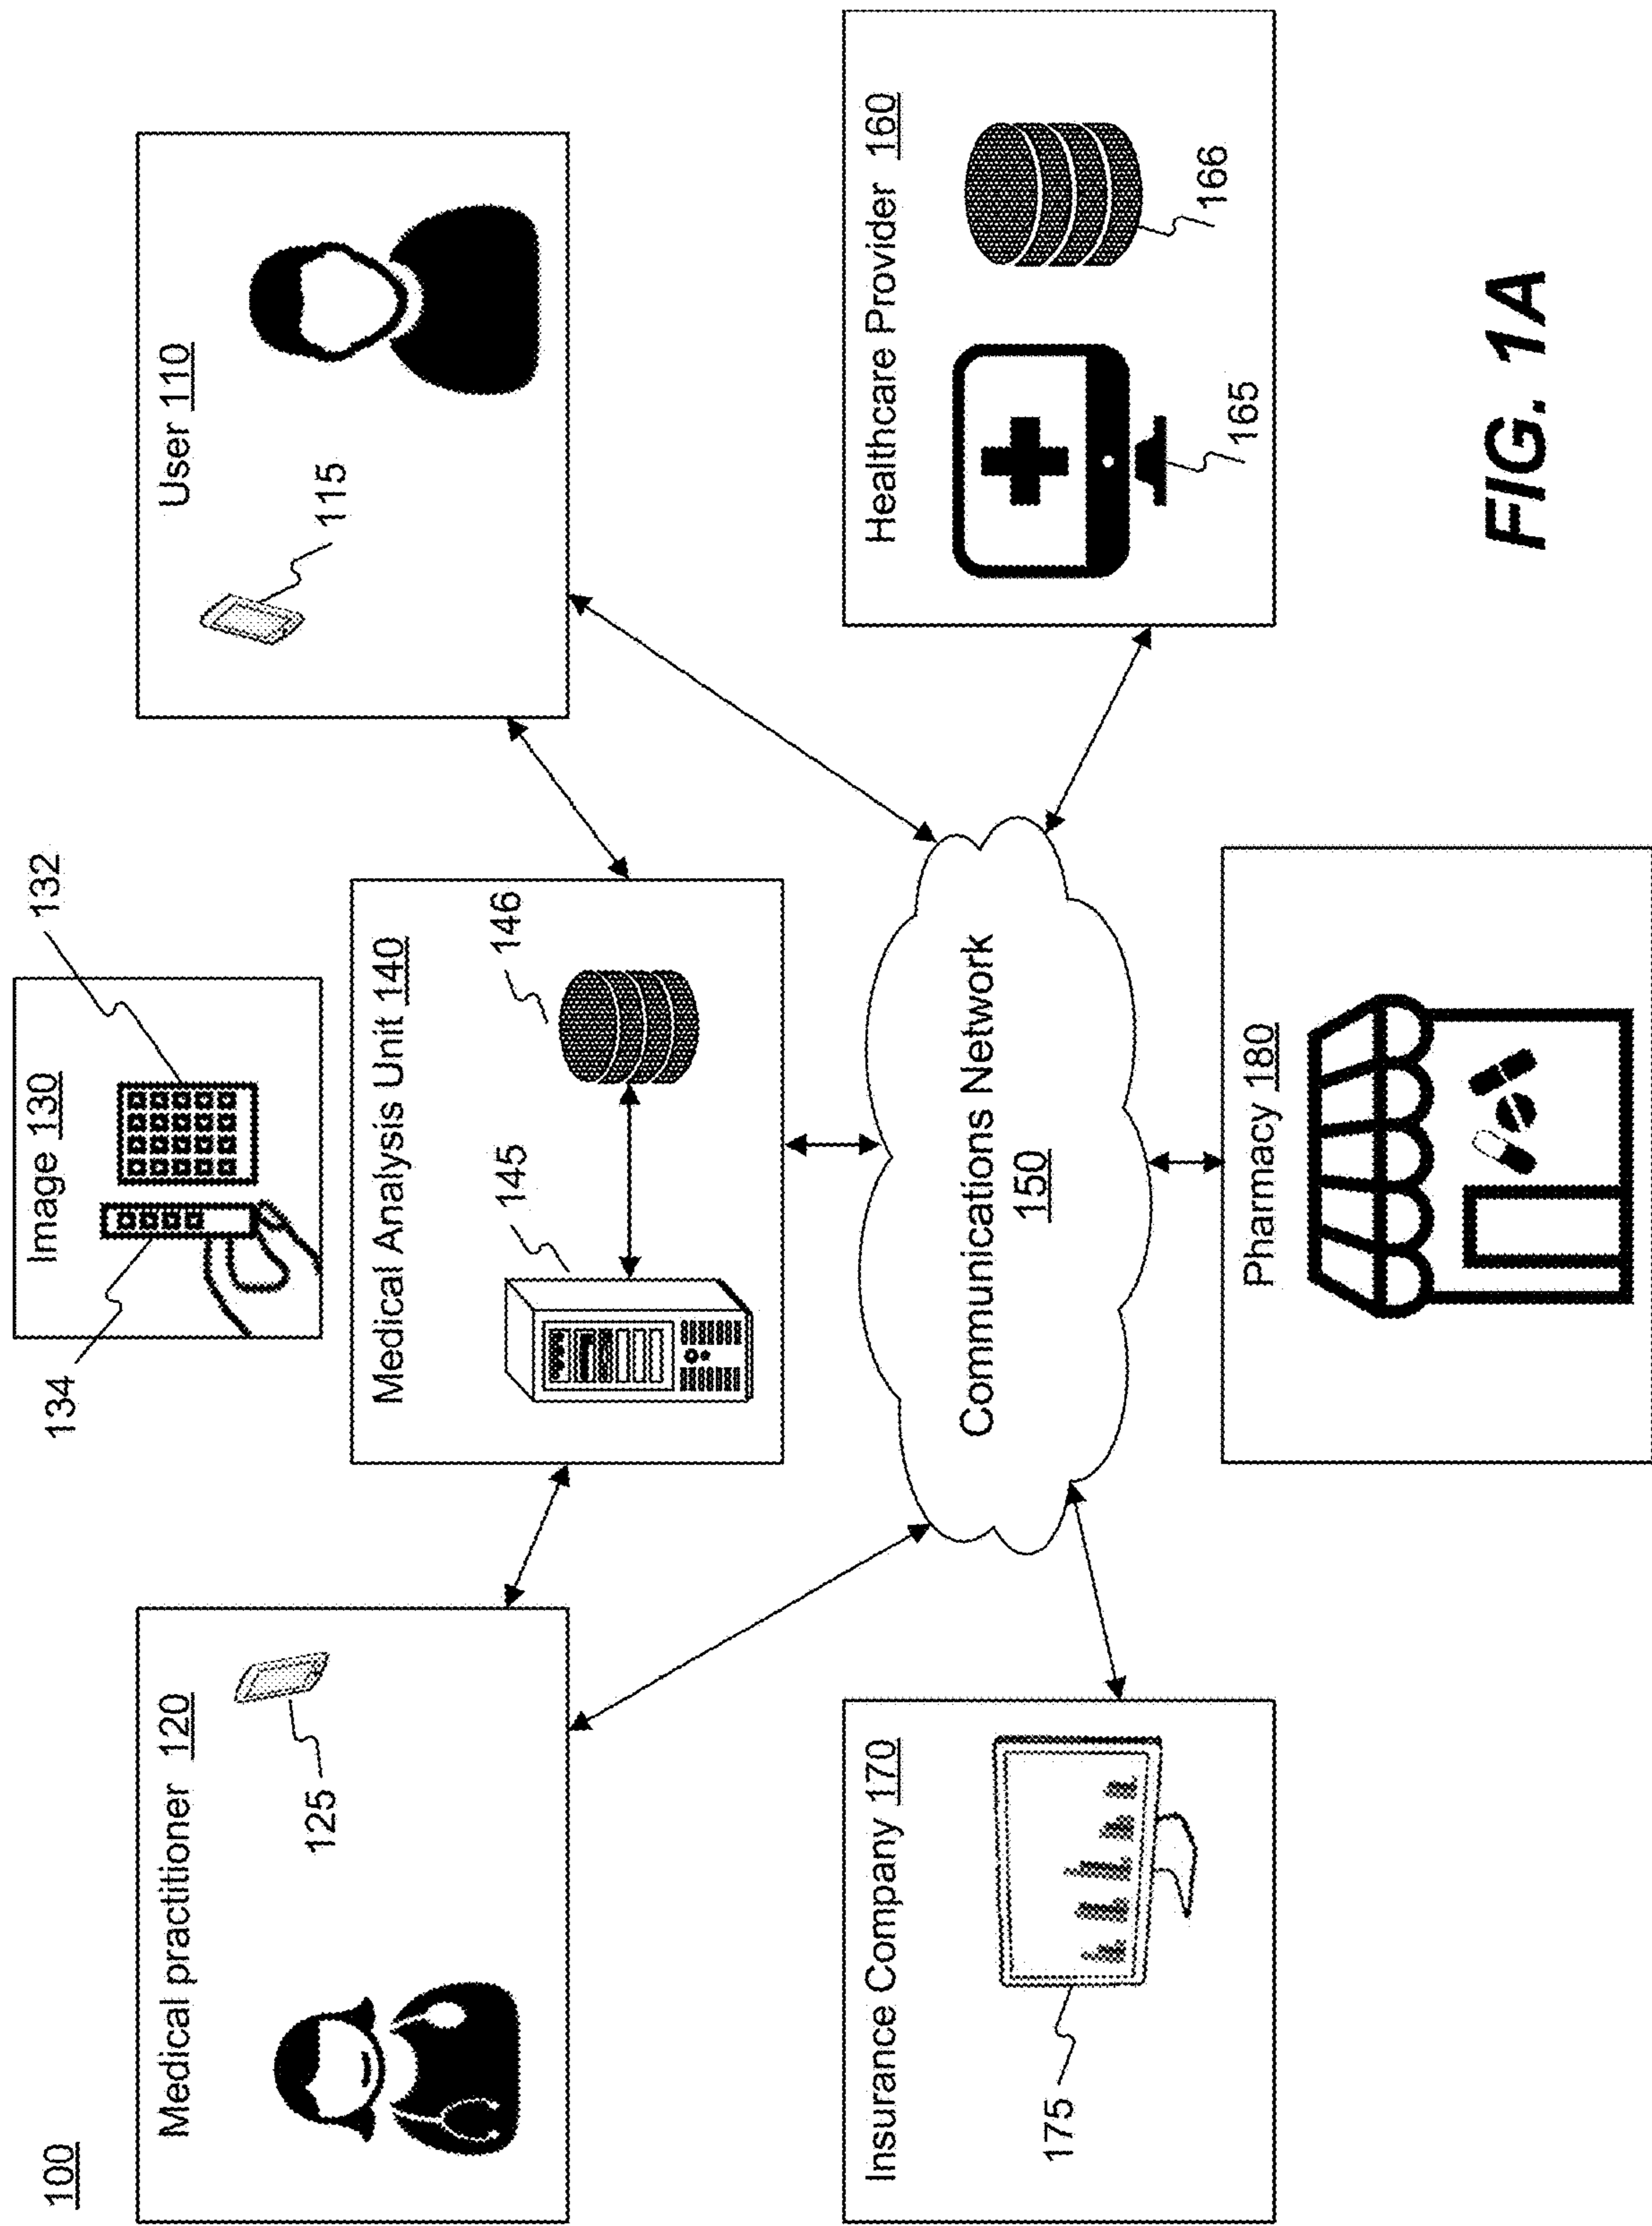 100
134
132
Image 130
Medical practitioner 120
125
Medical Analysis Unit 140
145
146
User 110
115
Communications Network
150
Insurance Company 170
175
Pharmacy 180
Healthcare Provider 160
165
166
FIG. 1A